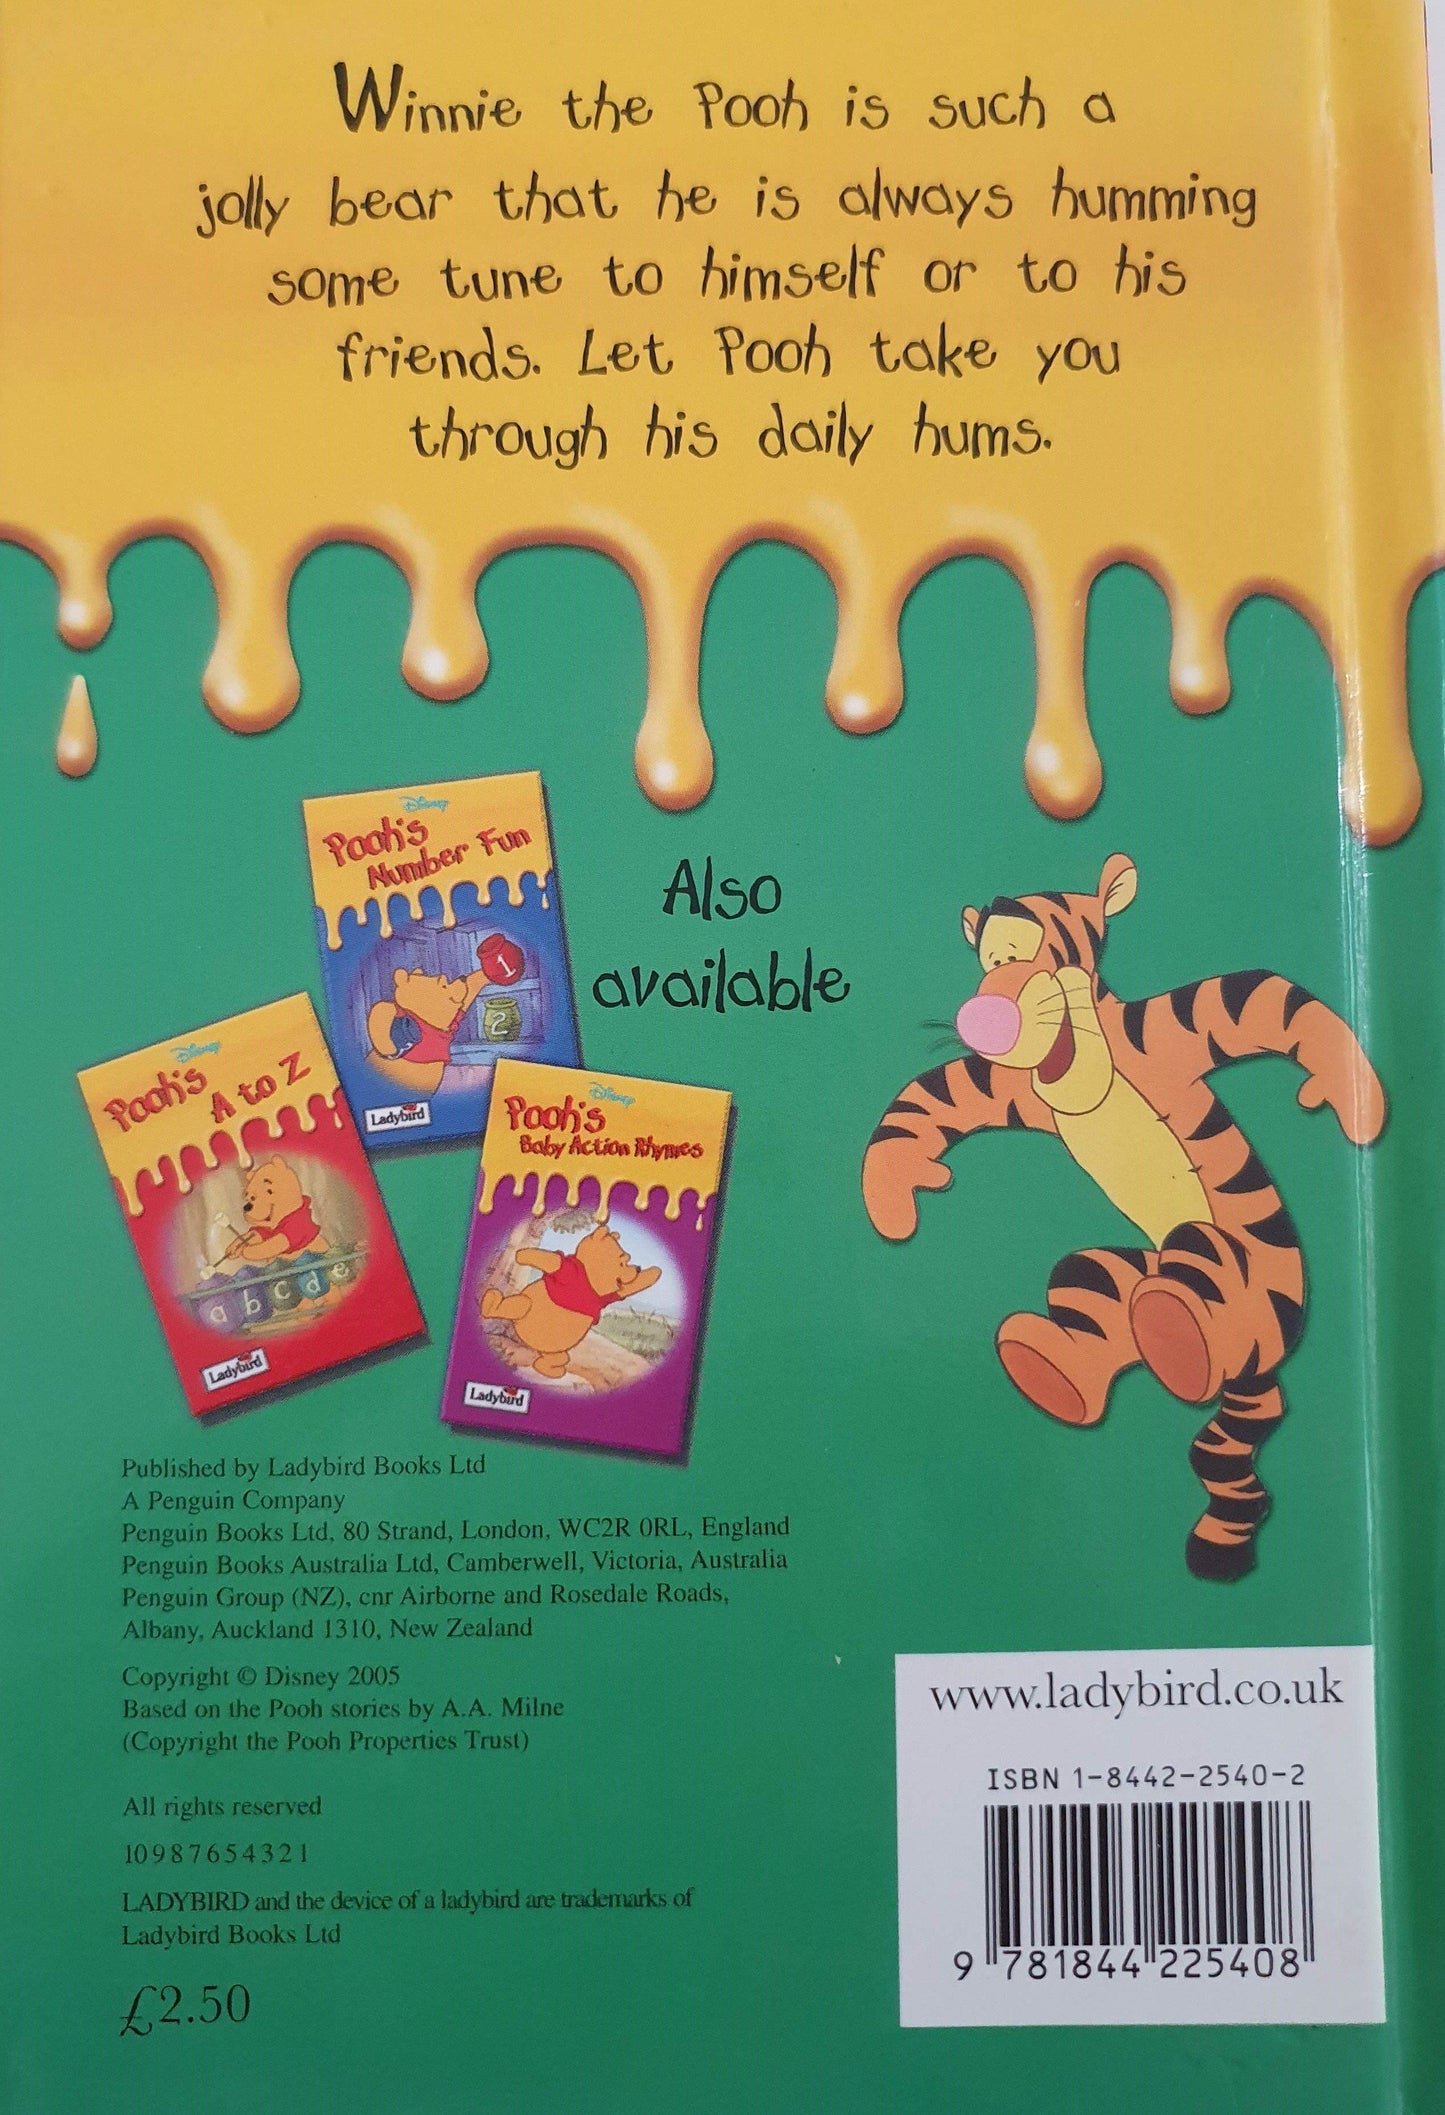 Winnie the Pooh is such a
jolly bear that he is always humming
some tune to himself or to his
friends. Let Pooh take you
through his daily hums.
Disney
Pooh's
Number Fun
1
2
Ladybird
Also
available
Disney
Pooh's
A to Z
a b c d e
Ladybird
Disney
Pooh's
Baby Action Rhymes
Ladybird
Published by Ladybird Books Ltd
A Penguin Company
Penguin Books Ltd, 80 Strand, London, WC2R 0RL, England
Penguin Books Australia Ltd, Camberwell, Victoria, Australia
Penguin Group (NZ), cnr Airborne and Rosedale Roads,
Albany, Auckland 1310, New Zealand
Copyright © Disney 2005
Based on the Pooh stories by A.A. Milne
(Copyright the Pooh Properties Trust)
All rights reserved
10 9 8 7 6 5 4 3 2 1
LADYBIRD and the device of a ladybird are trademarks of
Ladybird Books Ltd
£2.50
www.ladybird.co.uk
ISBN 1-8442-2540-2
9 781844 225408